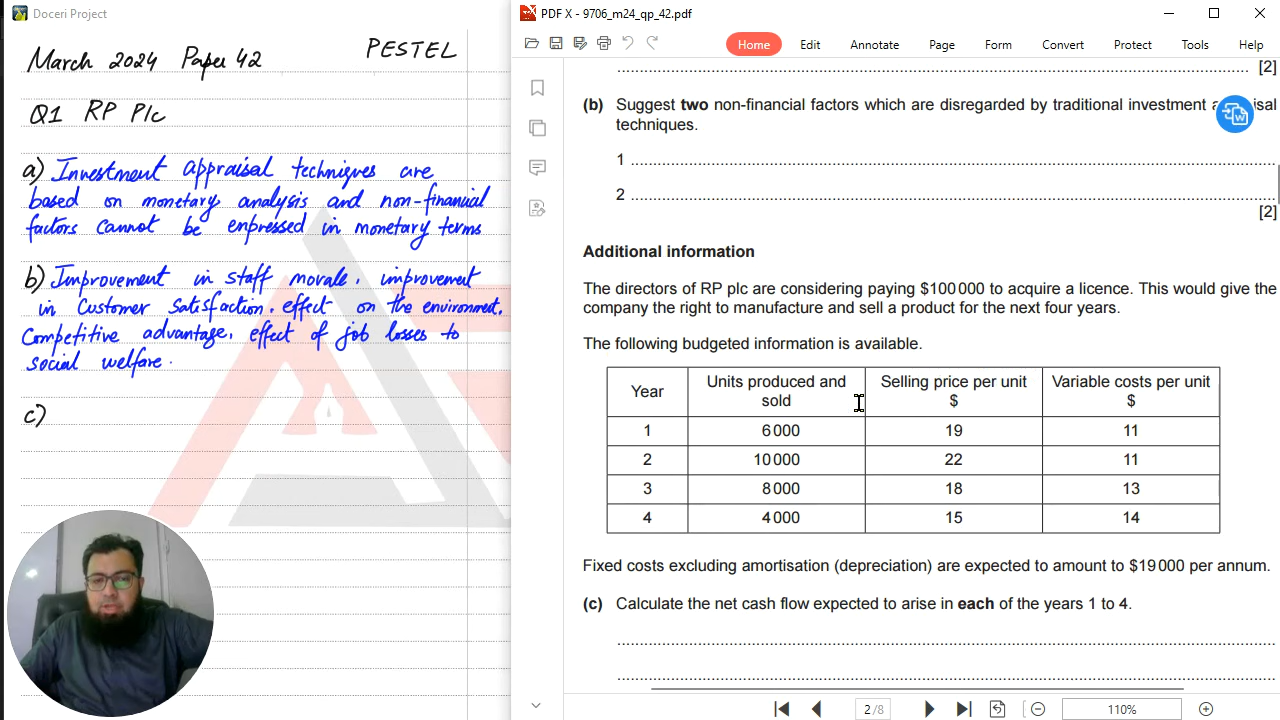 Doceri Project
March 2024 Paper 42 PESTEL
Q1 RP Plc
a) Investment appraisal techniques are
based on monetary analysis and non-financial
factors cannot be expressed in monetary terms
b) Improvement in staff morale, improvement
in customer satisfaction, effect on the environment,
Competitive advantage, effect of job losses to
social welfare.
c)
PDF X - 9706_m24_qp_42.pdf
Home Edit Annotate Page Form Convert Protect Tools Help
[2]
(b) Suggest two non-financial factors which are disregarded by traditional investment
techniques.
1
2
[2]
Additional information
The directors of RP plc are considering paying $100 000 to acquire a licence. This would give the
company the right to manufacture and sell a product for the next four years.
The following budgeted information is available.
Year Units produced and sold Selling price per unit $ Variable costs per unit $
1 6 000 19 11
2 10 000 22 11
3 8 000 18 13
4 4 000 15 14
Fixed costs excluding amortisation (depreciation) are expected to amount to $19 000 per annum.
(c) Calculate the net cash flow expected to arise in each of the years 1 to 4.
2 /8 110%